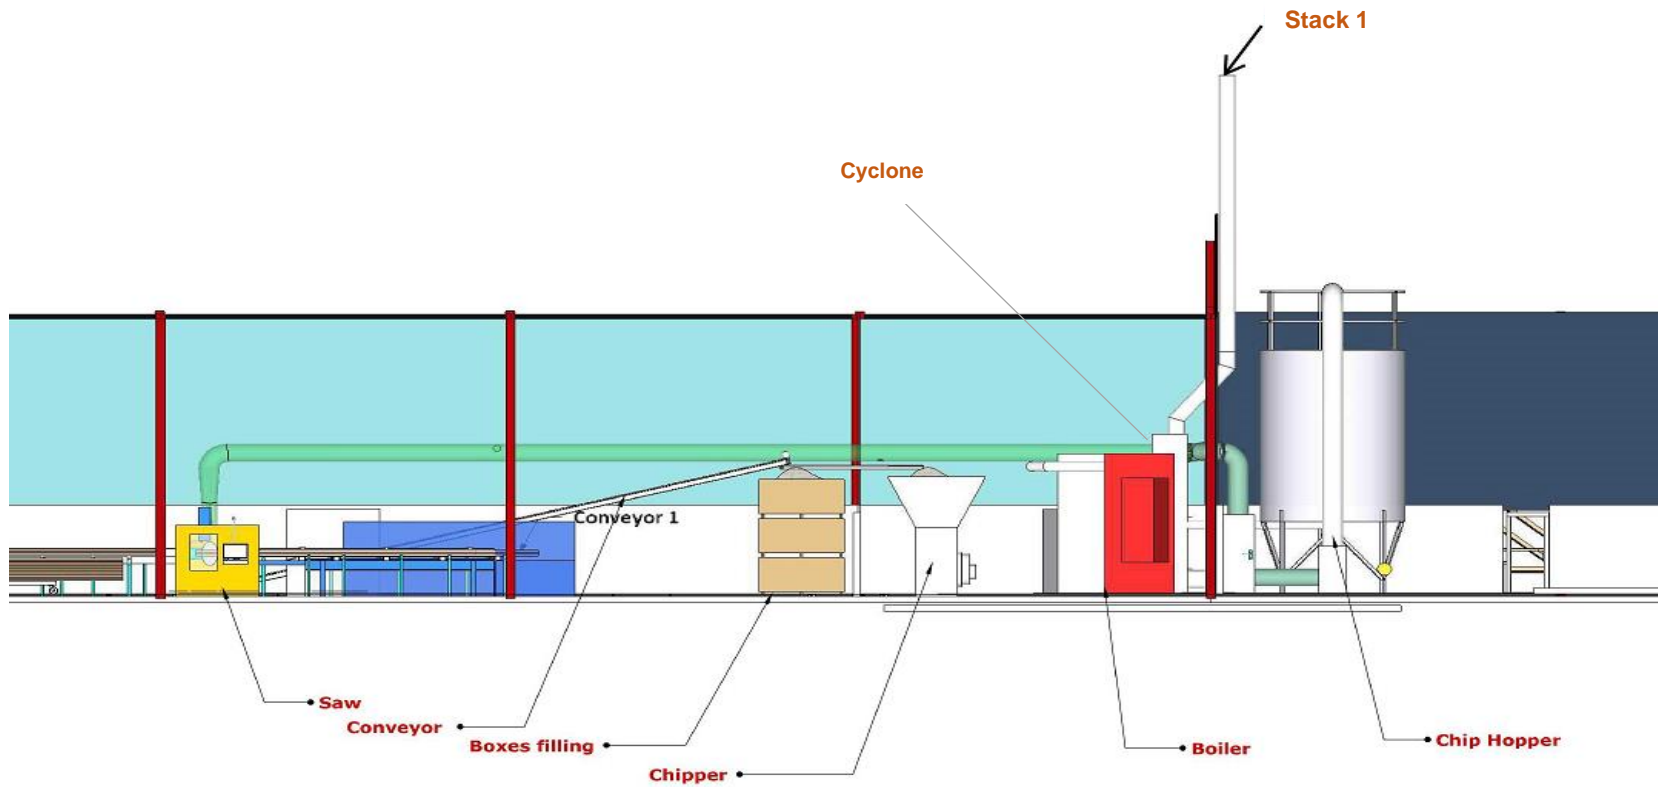 Stack 1
Cyclone
Conveyor 1
Saw
Conveyor
Boxes filling
Chipper
Boiler
Chip Hopper